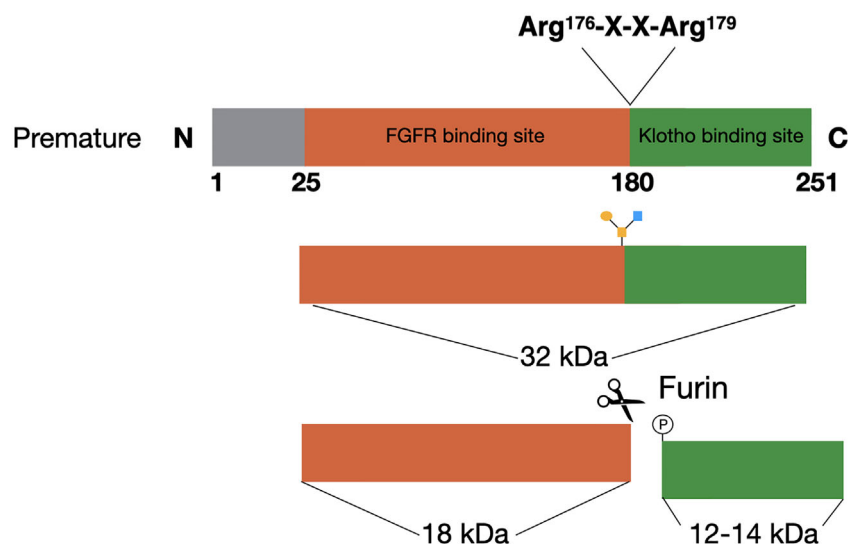 Arg¹⁷⁶-X-X-Arg¹⁷⁹
Premature N FGFR binding site Klotho binding site C
1 25 180 251
32 kDa
Furin
P
18 kDa 12-14 kDa